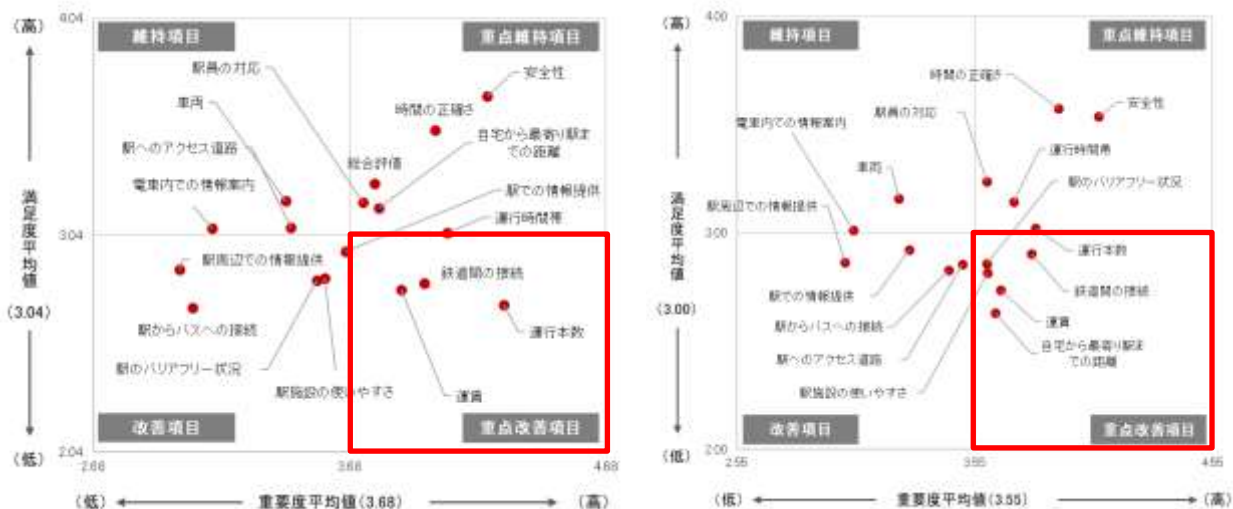 （高）
満足度平均値
（3.04）
（低）
4.04
3.04
2.04
維持項目
重点維持項目
駅員の対応
安全性
車両
時間の正確さ
駅へのアクセス道路
自宅から最寄り駅ま
での距離
総合評価
電車内での情報案内
駅での情報提供
運行時間帯
駅周辺での情報提供
鉄道間の接続
駅からバスへの接続
運行本数
駅のバリアフリー状況
駅施設の使いやすさ
運賃
改善項目
重点改善項目
2.68
3.68
4.68
（低）
重要度平均値(3.68)
（高）
（高）
満足度平均値
（3.00）
（低）
4.00
3.00
2.00
維持項目
重点維持項目
時間の正確さ
安全性
電車内での情報案内
駅員の対応
運行時間帯
車両
駅のバリアフリー状況
駅周辺での情報提供
運行本数
駅での情報提供
鉄道間の接続
駅からバスへの接続
運賃
駅へのアクセス道路
自宅から最寄り駅ま
での距離
駅施設の使いやすさ
改善項目
重点改善項目
2.55
（低）
重要度平均値(3.55)
（高）